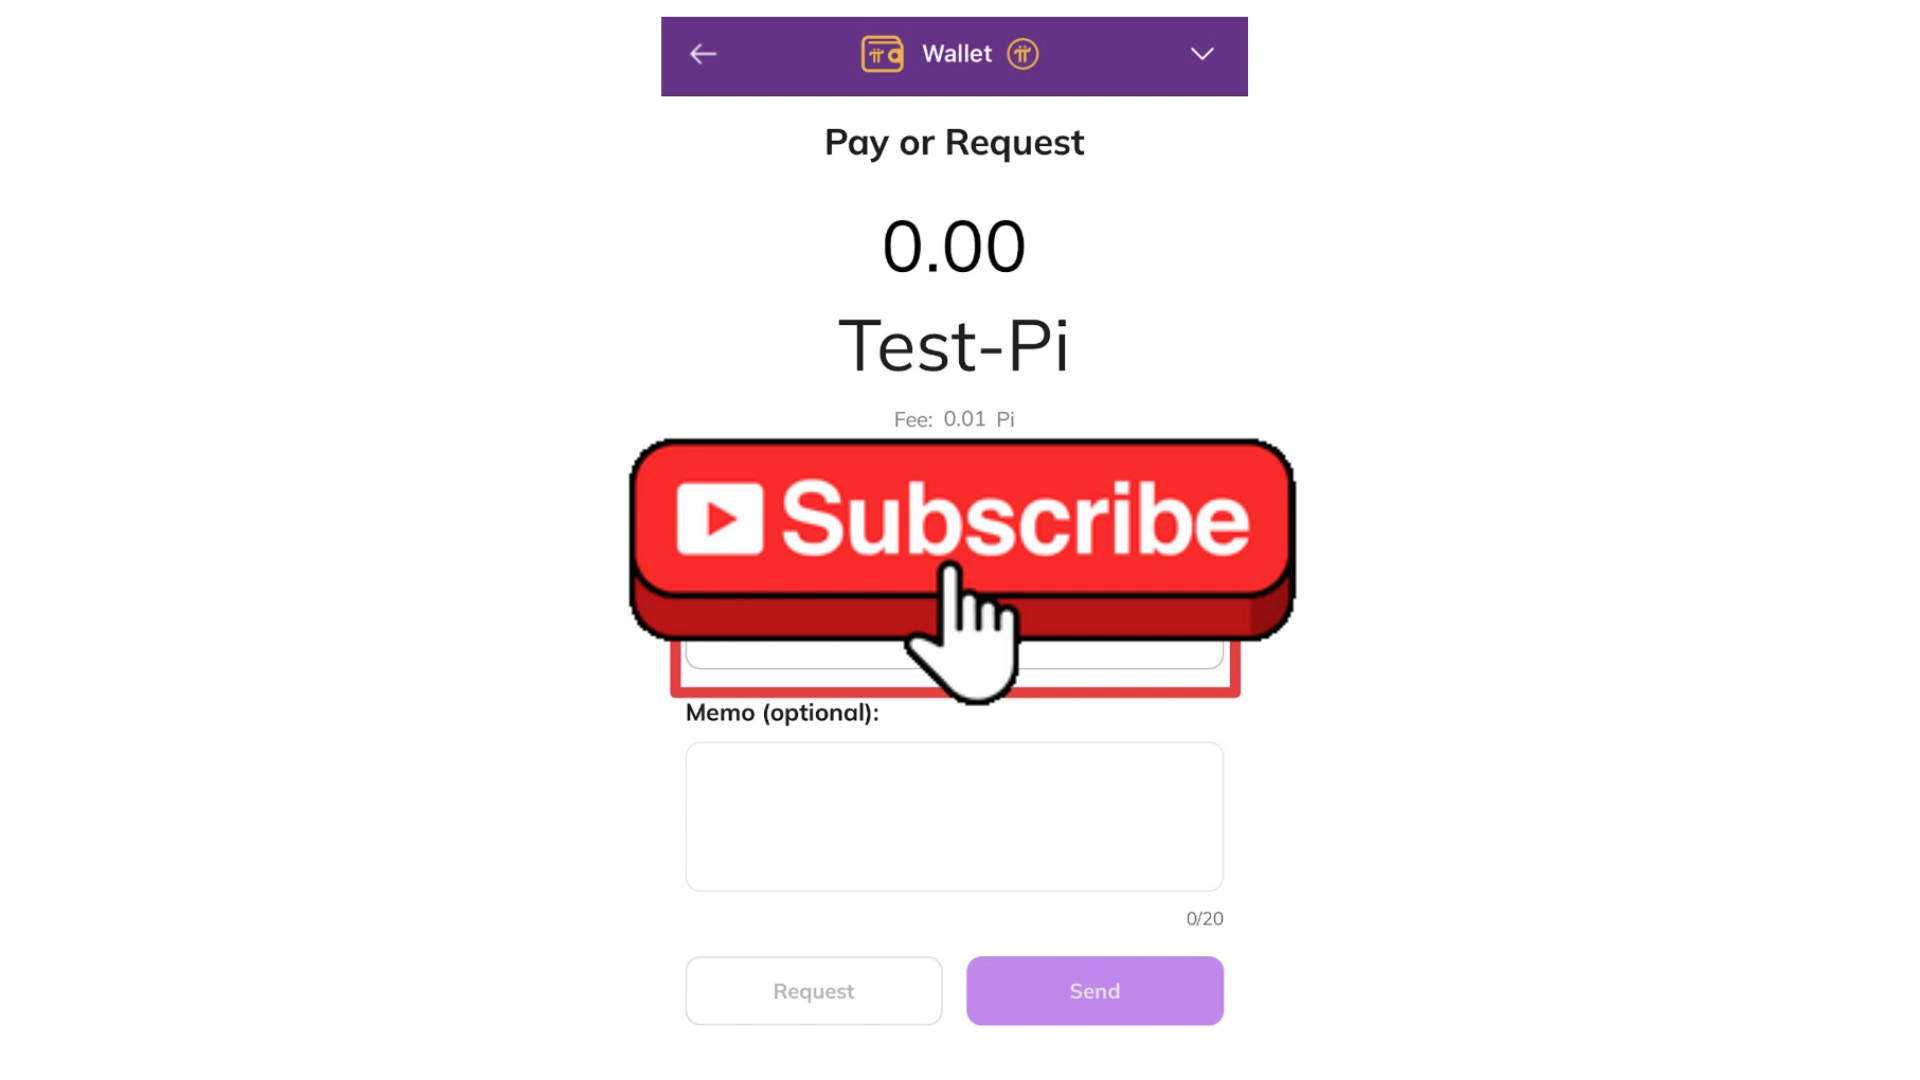 Wallet
Pay or Request
0.00
Test-Pi
Fee: 0.01 Pi
Subscribe
Memo (optional):
0/20
Request
Send